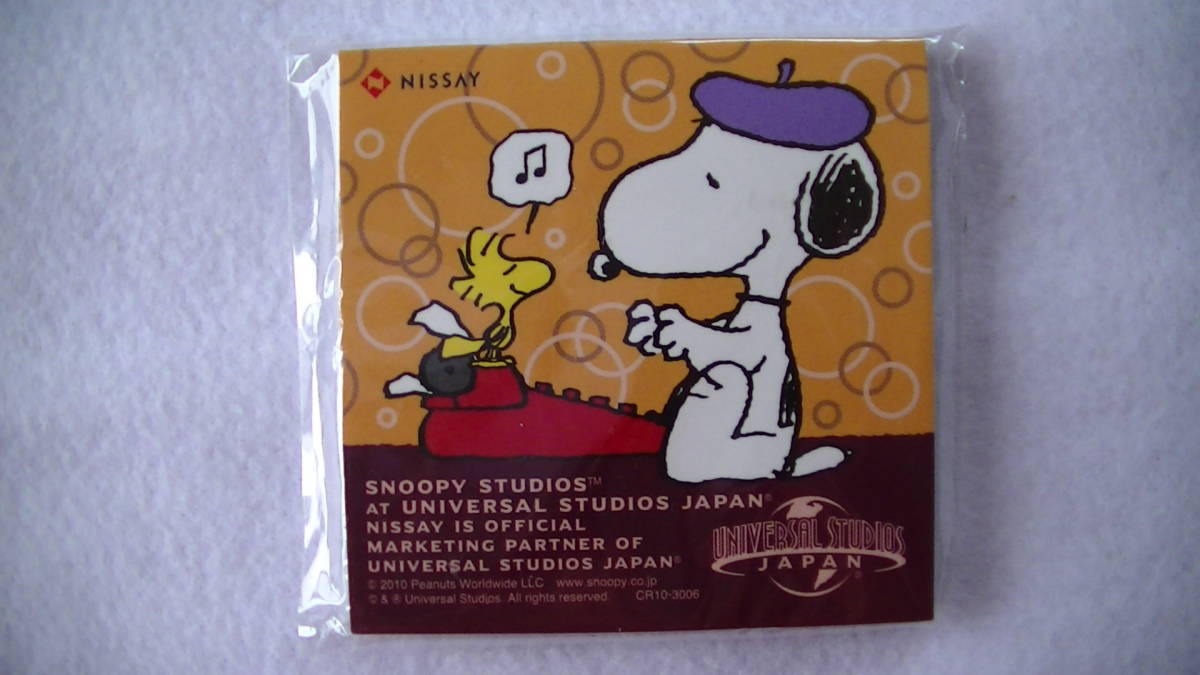 NISSAY
SNOOPY STUDIOS™
AT UNIVERSAL STUDIOS JAPAN®
NISSAY IS OFFICIAL
MARKETING PARTNER OF
UNIVERSAL STUDIOS JAPAN®
© 2010 Peanuts Worldwide LLC www.snoopy.co.jp
© & ® Universal Studios. All rights reserved. CR10-3006
UNIVERSAL STUDIOS
JAPAN®